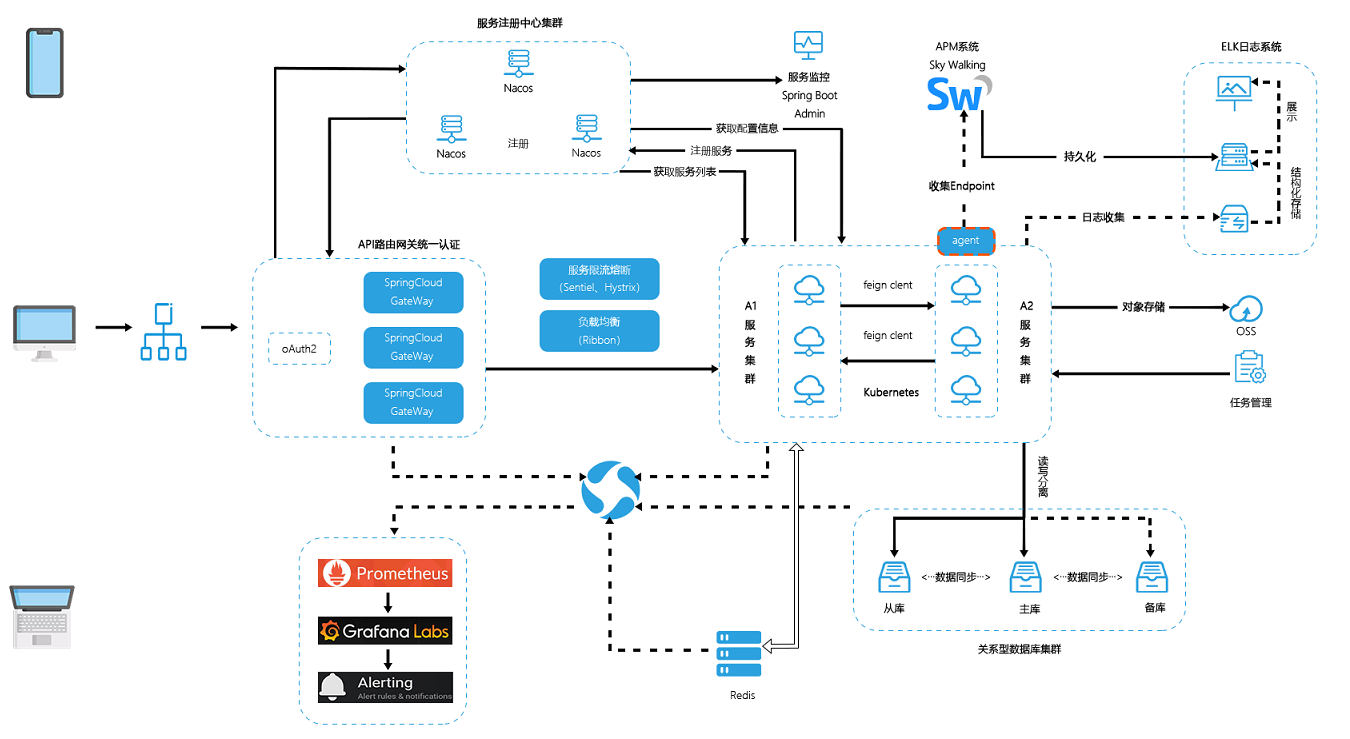 服务注册中心集群
Nacos
Nacos
注册
Nacos
服务监控
Spring Boot
Admin
获取配置信息
注册服务
获取服务列表
APM系统
Sky Walking
Sw
持久化
收集Endpoint
agent
日志收集
ELK日志系统
展示
结构化存储
API路由网关统一认证
oAuth2
SpringCloud
GateWay
SpringCloud
GateWay
SpringCloud
GateWay
服务限流熔断
(Sentiel、Hystrix)
负载均衡
(Ribbon)
A1服务集群
feign clent
feign clent
Kubernetes
A2服务集群
对象存储
OSS
任务管理
读写分离
Prometheus
Grafana Labs
Alerting
Alert rules & notifications
Redis
从库
<···数据同步···>
主库
<···数据同步···>
备库
关系型数据库集群